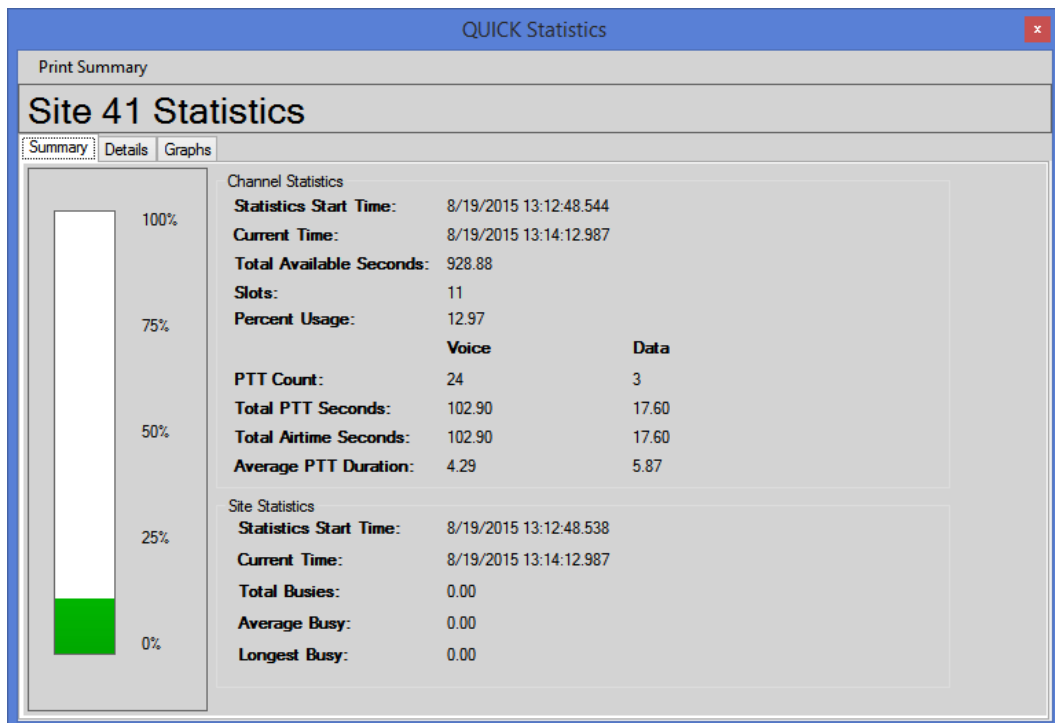 QUICK Statistics
x
Print Summary
Site 41 Statistics
Summary Details Graphs
100%
75%
50%
25%
0%
Channel Statistics
Statistics Start Time: 8/19/2015 13:12:48.544
Current Time: 8/19/2015 13:14:12.987
Total Available Seconds: 928.88
Slots: 11
Percent Usage: 12.97
Voice Data
PTT Count: 24 3
Total PTT Seconds: 102.90 17.60
Total Airtime Seconds: 102.90 17.60
Average PTT Duration: 4.29 5.87
Site Statistics
Statistics Start Time: 8/19/2015 13:12:48.538
Current Time: 8/19/2015 13:14:12.987
Total Busies: 0.00
Average Busy: 0.00
Longest Busy: 0.00